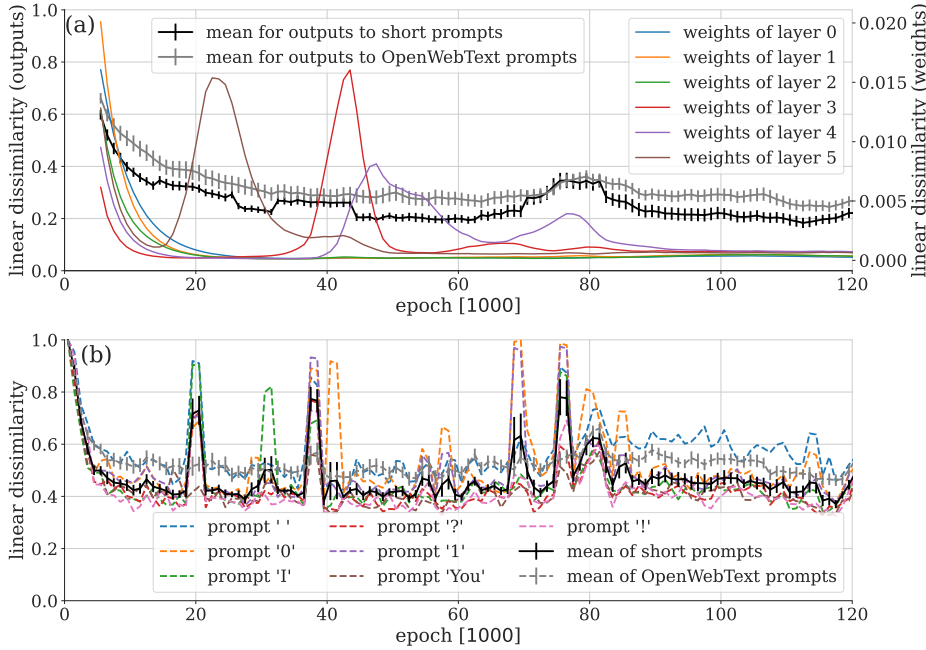 (a)
linear dissimilarity (outputs)
1.0
0.8
0.6
0.4
0.2
0.0
mean for outputs to short prompts
mean for outputs to OpenWebText prompts
weights of layer 0
weights of layer 1
weights of layer 2
weights of layer 3
weights of layer 4
weights of layer 5
0.020
0.015
0.010
0.005
0.000
linear dissimilarity (weights)
0 20 40 60 80 100 120
epoch [1000]
(b)
linear dissimilarity
1.0
0.8
0.6
0.4
0.2
0.0
prompt ' '
prompt '0'
prompt 'I'
prompt '?'
prompt '1'
prompt 'You'
prompt '!'
mean of short prompts
mean of OpenWebText prompts
0 20 40 60 80 100 120
epoch [1000]